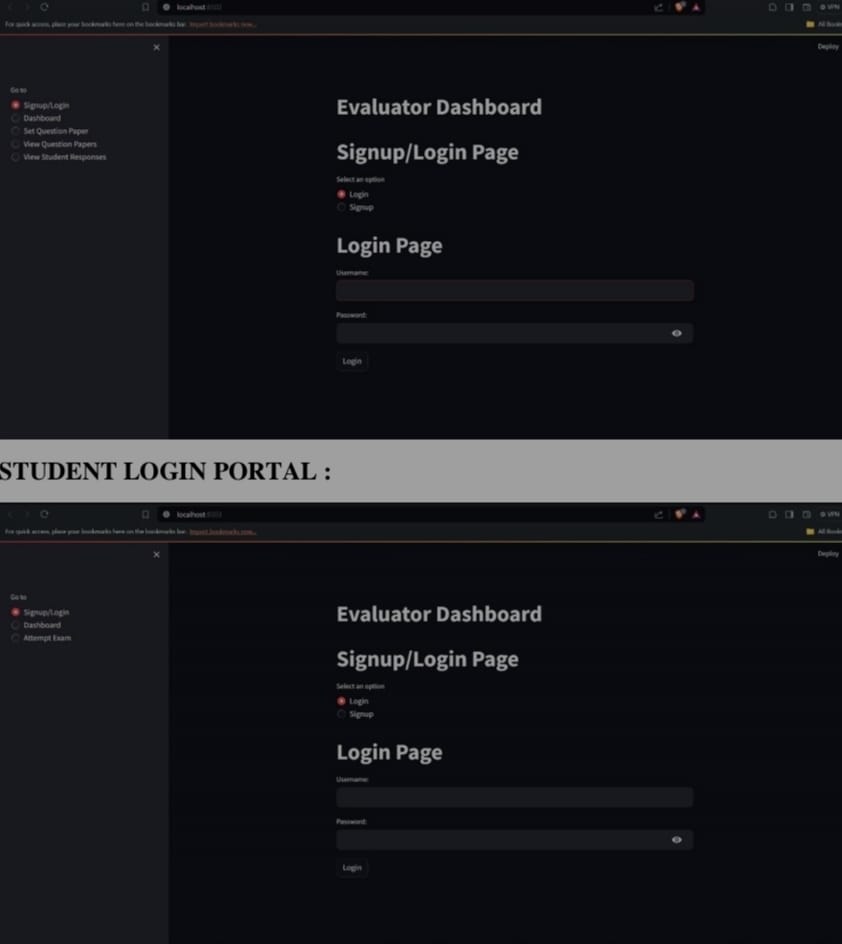 localhost
VPN
For quick access, place your bookmarks here on the bookmarks bar. Import bookmarks now...
All Book
Deploy
Go to
Signup/Login
Dashboard
Set Question Paper
View Question Papers
View Student Responses
Evaluator Dashboard
Signup/Login Page
Select an option
Login
Signup
Login Page
Username:
Password:
Login
STUDENT LOGIN PORTAL :
localhost
VPN
For quick access, place your bookmarks here on the bookmarks bar. Import bookmarks now...
All Book
Deploy
Go to
Signup/Login
Dashboard
Attempt Exam
Evaluator Dashboard
Signup/Login Page
Select an option
Login
Signup
Login Page
Username:
Password:
Login